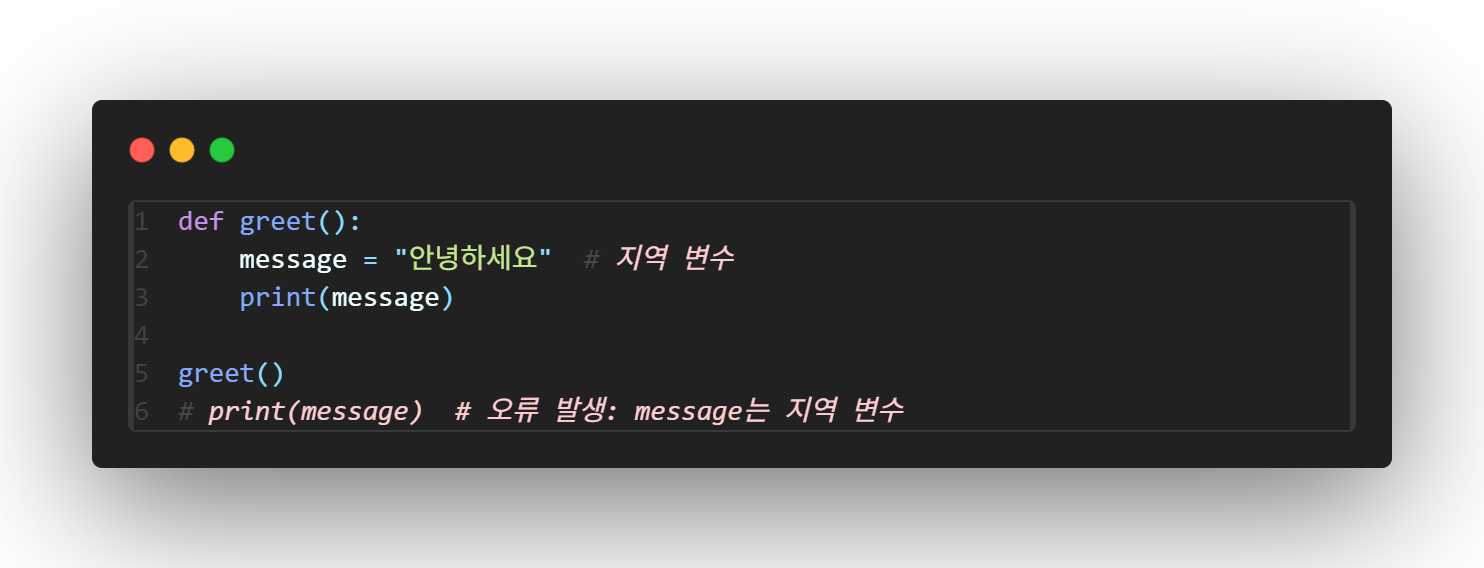 1 def greet():
2     message = "안녕하세요"  # 지역 변수
3     print(message)
4
5 greet()
6 # print(message)  # 오류 발생: message는 지역 변수